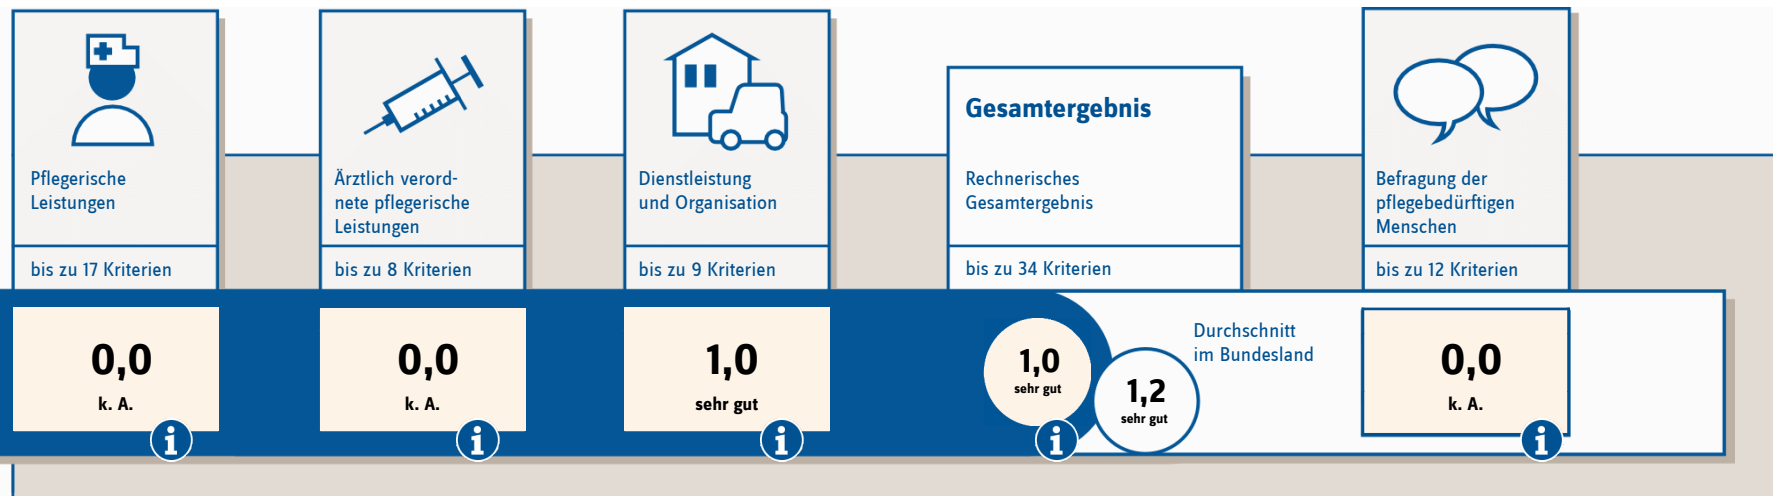 Pflegerische
Leistungen
bis zu 17 Kriterien
0,0
k. A.
i
Ärztlich verord-
nete pflegerische
Leistungen
bis zu 8 Kriterien
0,0
k. A.
i
Dienstleistung
und Organisation
bis zu 9 Kriterien
1,0
sehr gut
i
Gesamtergebnis
Rechnerisches
Gesamtergebnis
bis zu 34 Kriterien
1,0
sehr gut
i
1,2
sehr gut
Durchschnitt
im Bundesland
Befragung der
pflegebedürftigen
Menschen
bis zu 12 Kriterien
0,0
k. A.
i